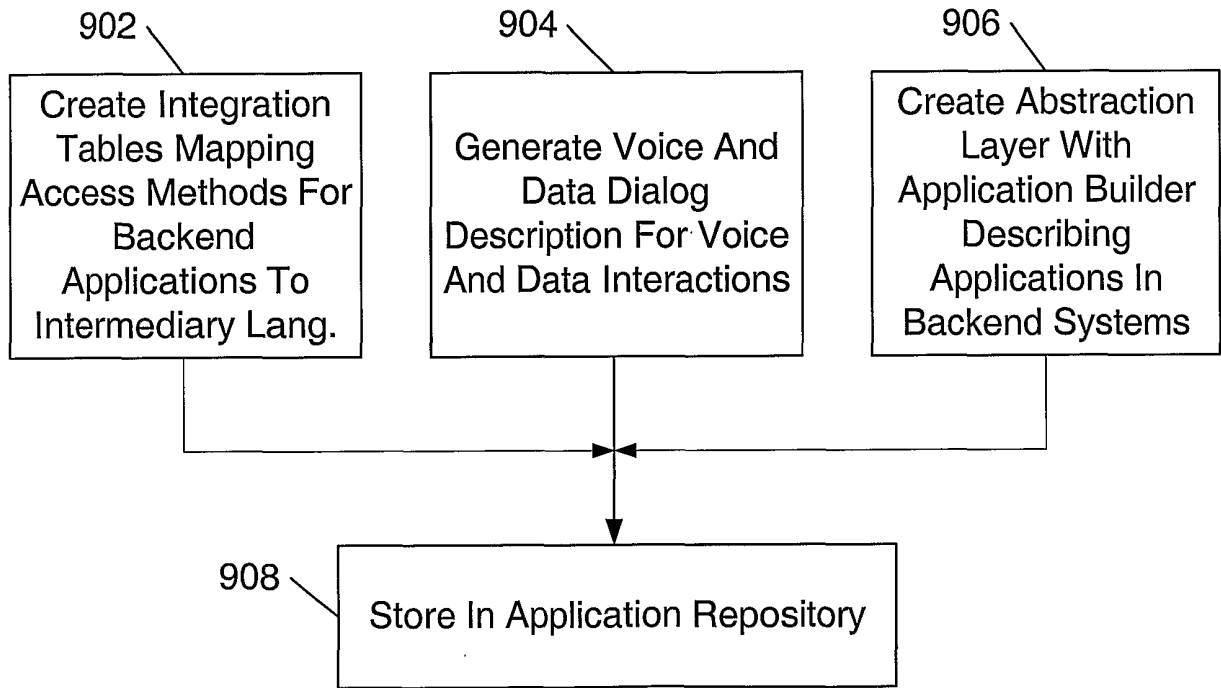 902
Create Integration
Tables Mapping
Access Methods For
Backend
Applications To
Intermediary Lang.
904
Generate Voice And
Data Dialog
Description For Voice
And Data Interactions
906
Create Abstraction
Layer With
Application Builder
Describing
Applications In
Backend Systems
908
Store In Application Repository